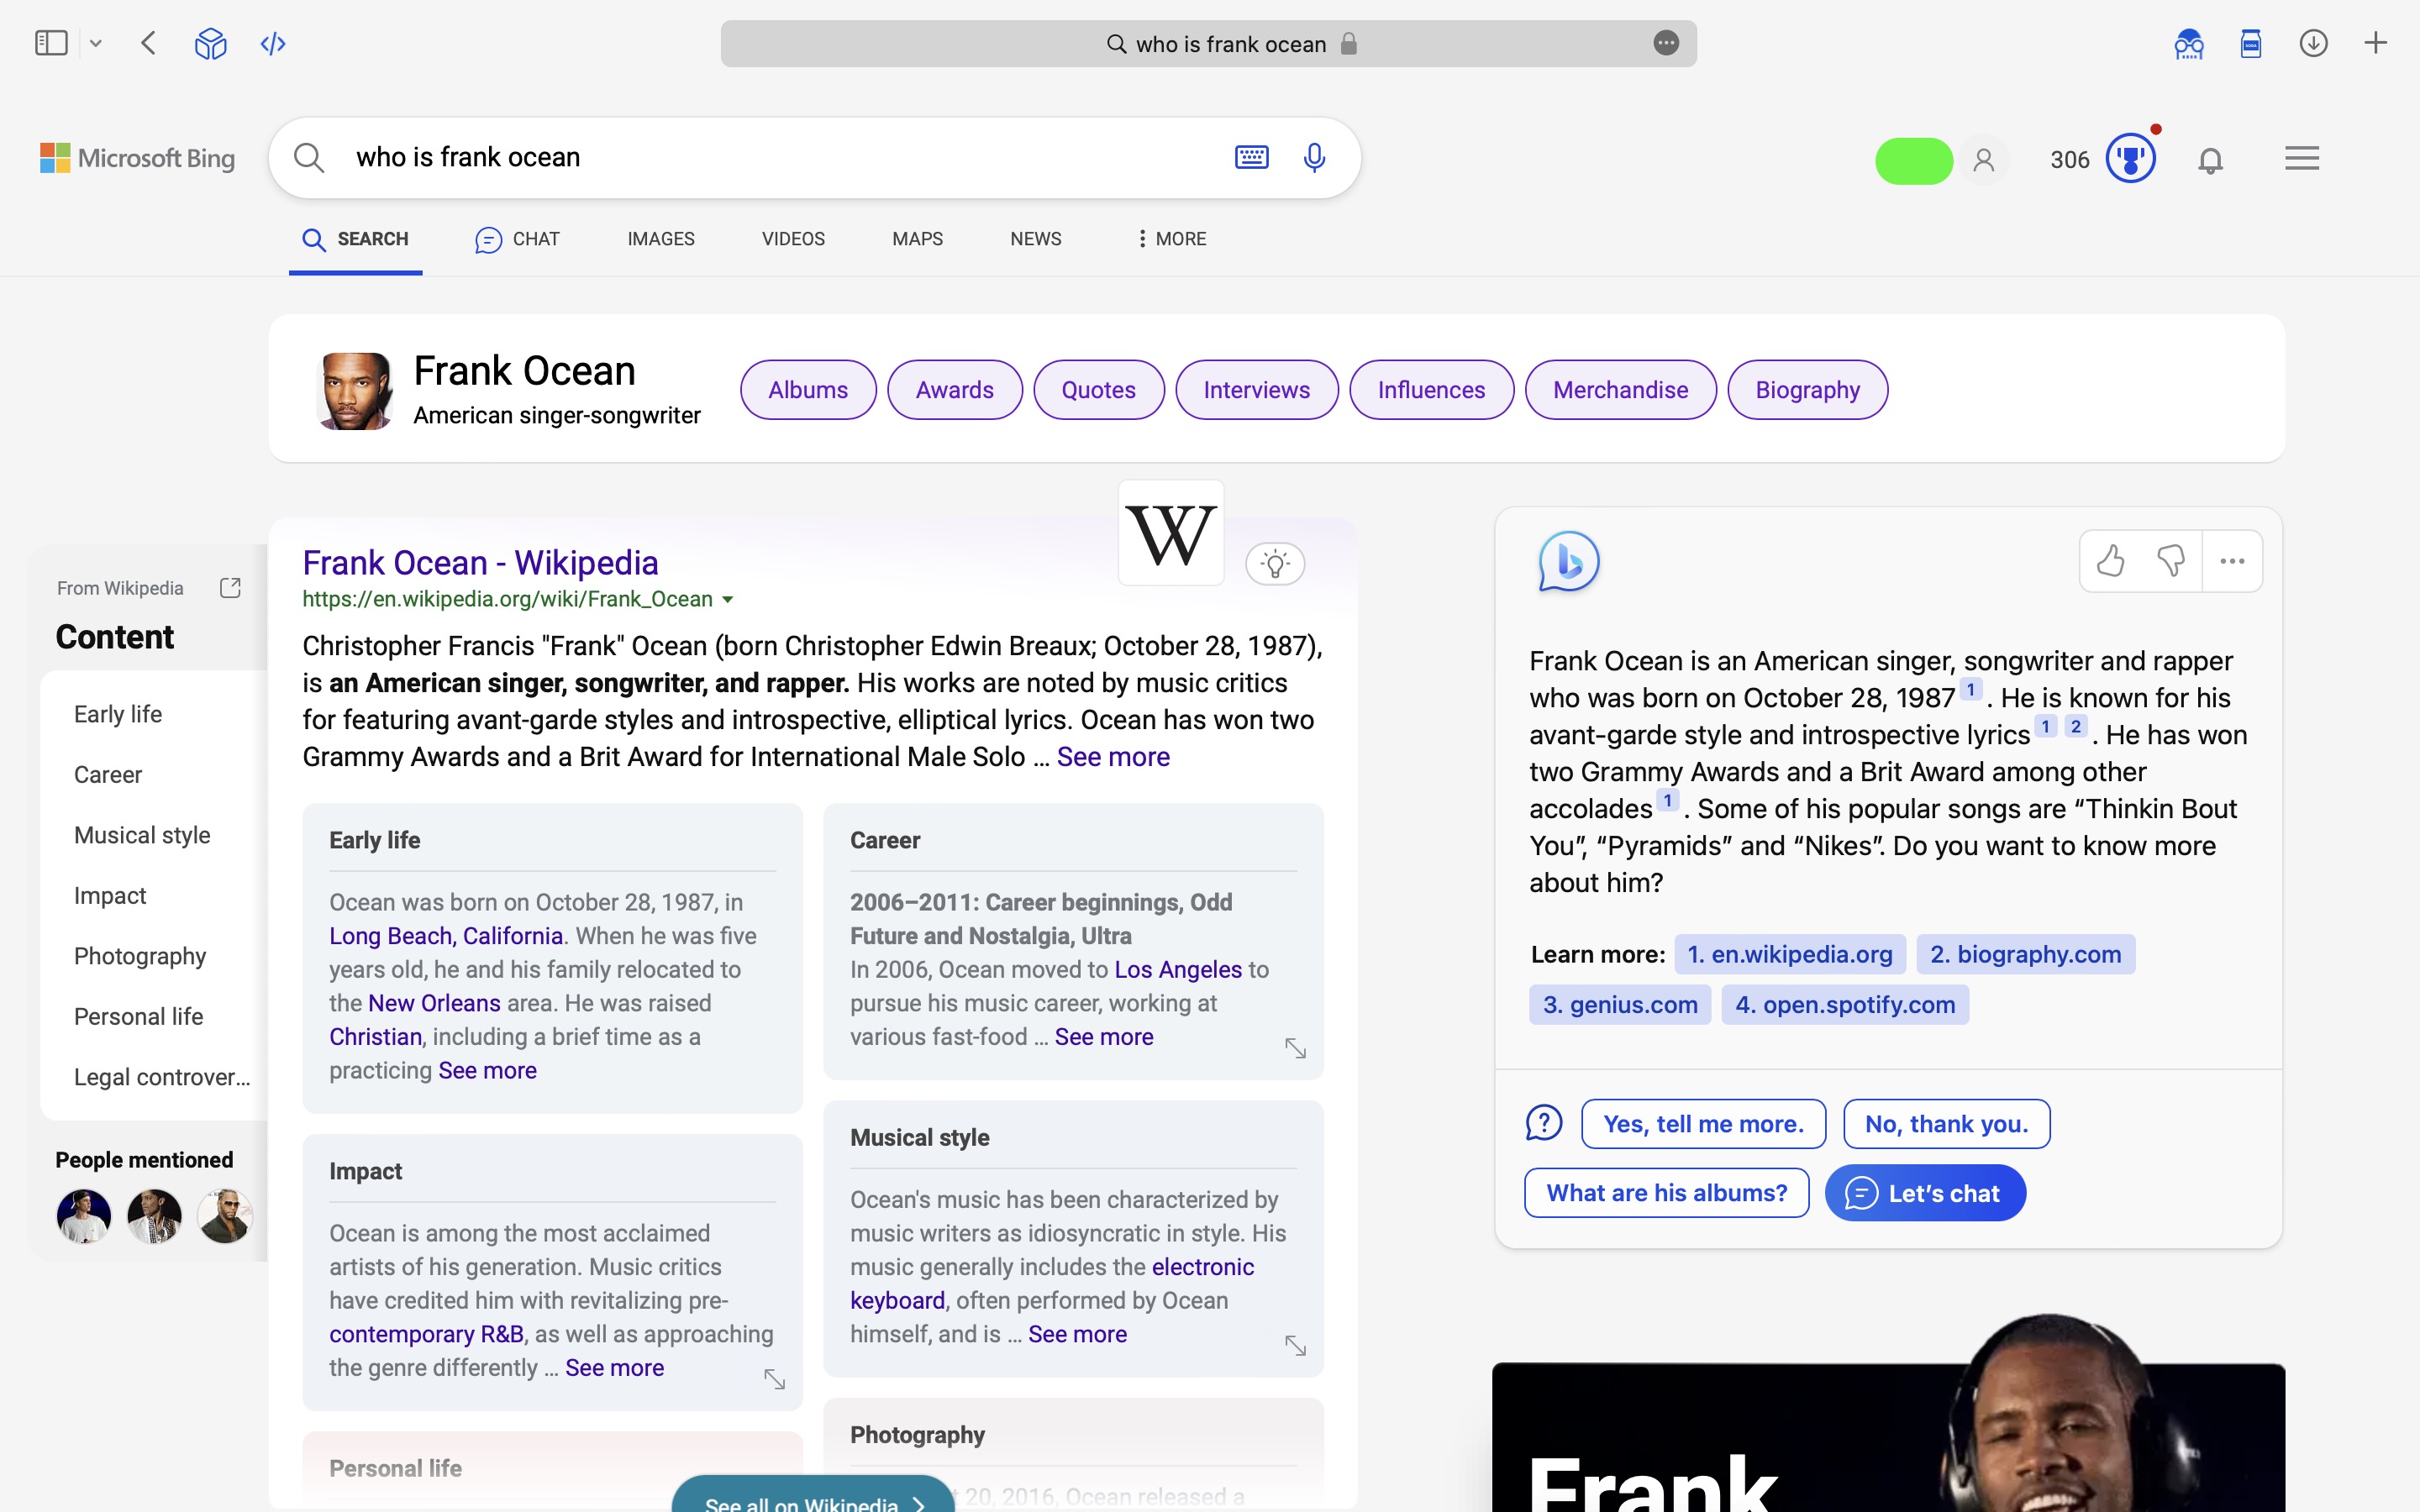 who is frank ocean
Microsoft Bing
who is frank ocean
306
SEARCH
CHAT
IMAGES
VIDEOS
MAPS
NEWS
MORE
Frank Ocean
American singer-songwriter
Albums
Awards
Quotes
Interviews
Influences
Merchandise
Biography
From Wikipedia
Content
Early life
Career
Musical style
Impact
Photography
Personal life
Legal controver...
People mentioned
W
Frank Ocean - Wikipedia
https://en.wikipedia.org/wiki/Frank_Ocean
Christopher Francis "Frank" Ocean (born Christopher Edwin Breaux; October 28, 1987),
is an American singer, songwriter, and rapper. His works are noted by music critics
for featuring avant-garde styles and introspective, elliptical lyrics. Ocean has won two
Grammy Awards and a Brit Award for International Male Solo ... See more
Early life
Ocean was born on October 28, 1987, in
Long Beach, California. When he was five
years old, he and his family relocated to
the New Orleans area. He was raised
Christian, including a brief time as a
practicing See more
Impact
Ocean is among the most acclaimed
artists of his generation. Music critics
have credited him with revitalizing pre-
contemporary R&B, as well as approaching
the genre differently ... See more
Personal life
Career
2006–2011: Career beginnings, Odd
Future and Nostalgia, Ultra
In 2006, Ocean moved to Los Angeles to
pursue his music career, working at
various fast-food ... See more
Musical style
Ocean's music has been characterized by
music writers as idiosyncratic in style. His
music generally includes the electronic
keyboard, often performed by Ocean
himself, and is ... See more
Photography
20, 2016, Ocean released a
See all on Wikipedia
Frank Ocean is an American singer, songwriter and rapper
who was born on October 28, 1987 1 . He is known for his
avant-garde style and introspective lyrics 1 2 . He has won
two Grammy Awards and a Brit Award among other
accolades 1 . Some of his popular songs are “Thinkin Bout
You”, “Pyramids” and “Nikes”. Do you want to know more
about him?
Learn more: 1. en.wikipedia.org 2. biography.com
3. genius.com 4. open.spotify.com
Yes, tell me more.
No, thank you.
What are his albums?
Let’s chat
Frank